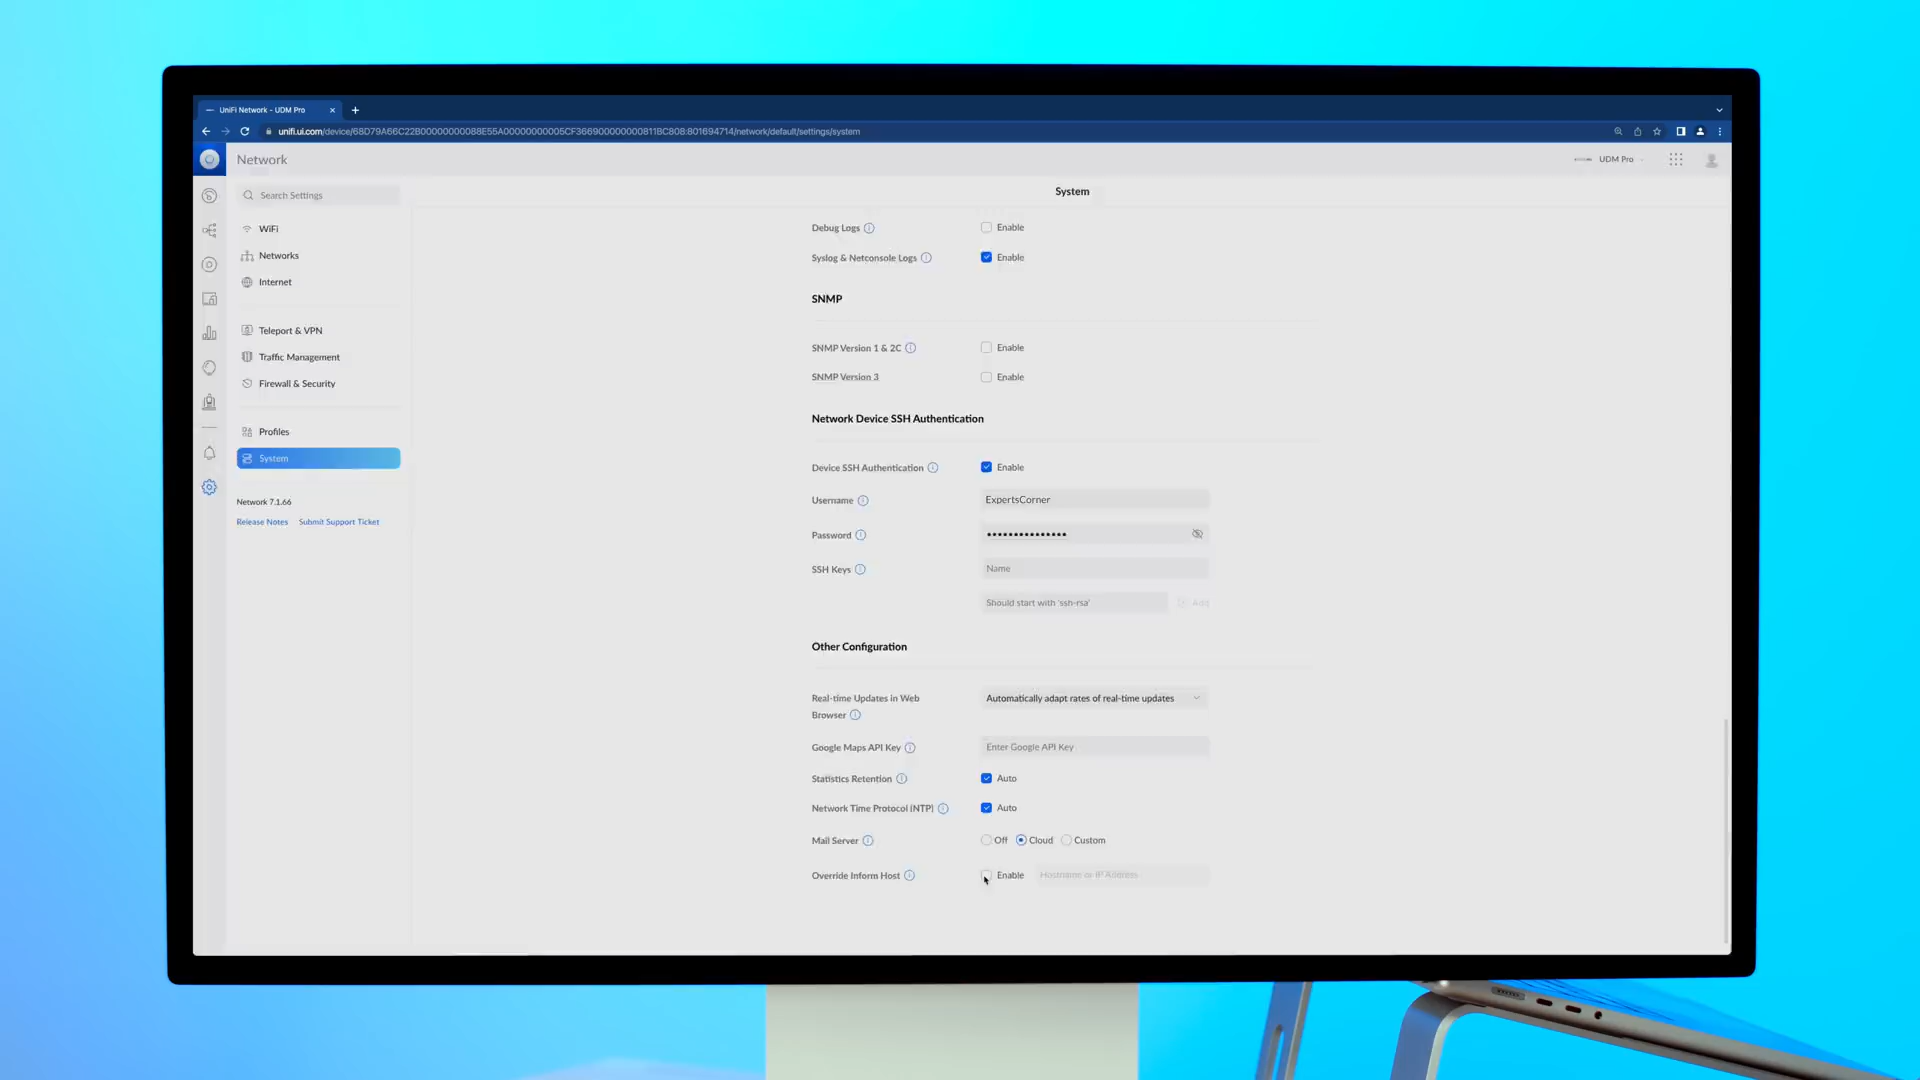 UniFi Network - UDM Pro
unifi.ui.com/device/68D79A66C22B00000000088E55A00000000005CF366900000000811BC808:801694714/network/default/settings/system
Network
UDM Pro
Search Settings
System
WiFi
Networks
Internet
Teleport & VPN
Traffic Management
Firewall & Security
Profiles
System
Network 7.1.66
Release Notes Submit Support Ticket
Debug Logs Enable
Syslog & Netconsole Logs Enable
SNMP
SNMP Version 1 & 2C Enable
SNMP Version 3 Enable
Network Device SSH Authentication
Device SSH Authentication Enable
Username ExpertsCorner
Password •••••••••••••••
SSH Keys Name
Should start with 'ssh-rsa' Add
Other Configuration
Real-time Updates in Web Automatically adapt rates of real-time updates
Browser
Google Maps API Key Enter Google API Key
Statistics Retention Auto
Network Time Protocol (NTP) Auto
Mail Server Off Cloud Custom
Override Inform Host Enable Hostname or IP Address